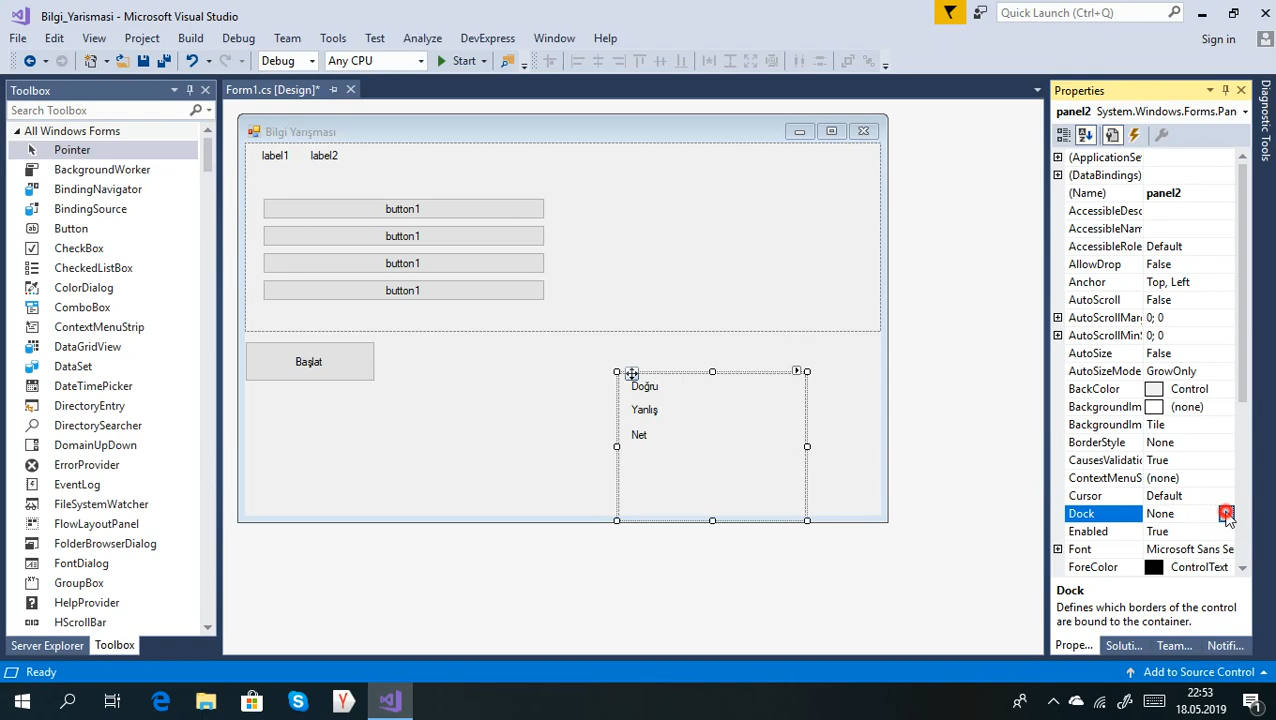 Bilgi_Yarismasi - Microsoft Visual Studio
Quick Launch (Ctrl+Q)
File Edit View Project Build Debug Team Tools Test Analyze DevExpress Window Help
Sign in
Debug Any CPU Start
Toolbox
Search Toolbox
All Windows Forms
Pointer
BackgroundWorker
BindingNavigator
BindingSource
Button
CheckBox
CheckedListBox
ColorDialog
ComboBox
ContextMenuStrip
DataGridView
DataSet
DateTimePicker
DirectoryEntry
DirectorySearcher
DomainUpDown
ErrorProvider
EventLog
FileSystemWatcher
FlowLayoutPanel
FolderBrowserDialog
FontDialog
GroupBox
HelpProvider
HScrollBar
Server Explorer Toolbox
Form1.cs [Design]*
Bilgi Yarışması
label1 label2
button1
button1
button1
button1
Başlat
Doğru
Yanlış
Net
Properties
panel2 System.Windows.Forms.Pan
(ApplicationSe
(DataBindings)
(Name) panel2
AccessibleDesc
AccessibleNam
AccessibleRole Default
AllowDrop False
Anchor Top, Left
AutoScroll False
AutoScrollMar 0; 0
AutoScrollMinS 0; 0
AutoSize False
AutoSizeMode GrowOnly
BackColor Control
BackgroundIm (none)
BackgroundIm Tile
BorderStyle None
CausesValidatio True
ContextMenuS (none)
Cursor Default
Dock None
Enabled True
Font Microsoft Sans Se
ForeColor ControlText
Dock
Defines which borders of the control
are bound to the container.
Prope... Soluti... Team... Notifi...
Diagnostic Tools
Ready
Add to Source Control
22:53
18.05.2019
1